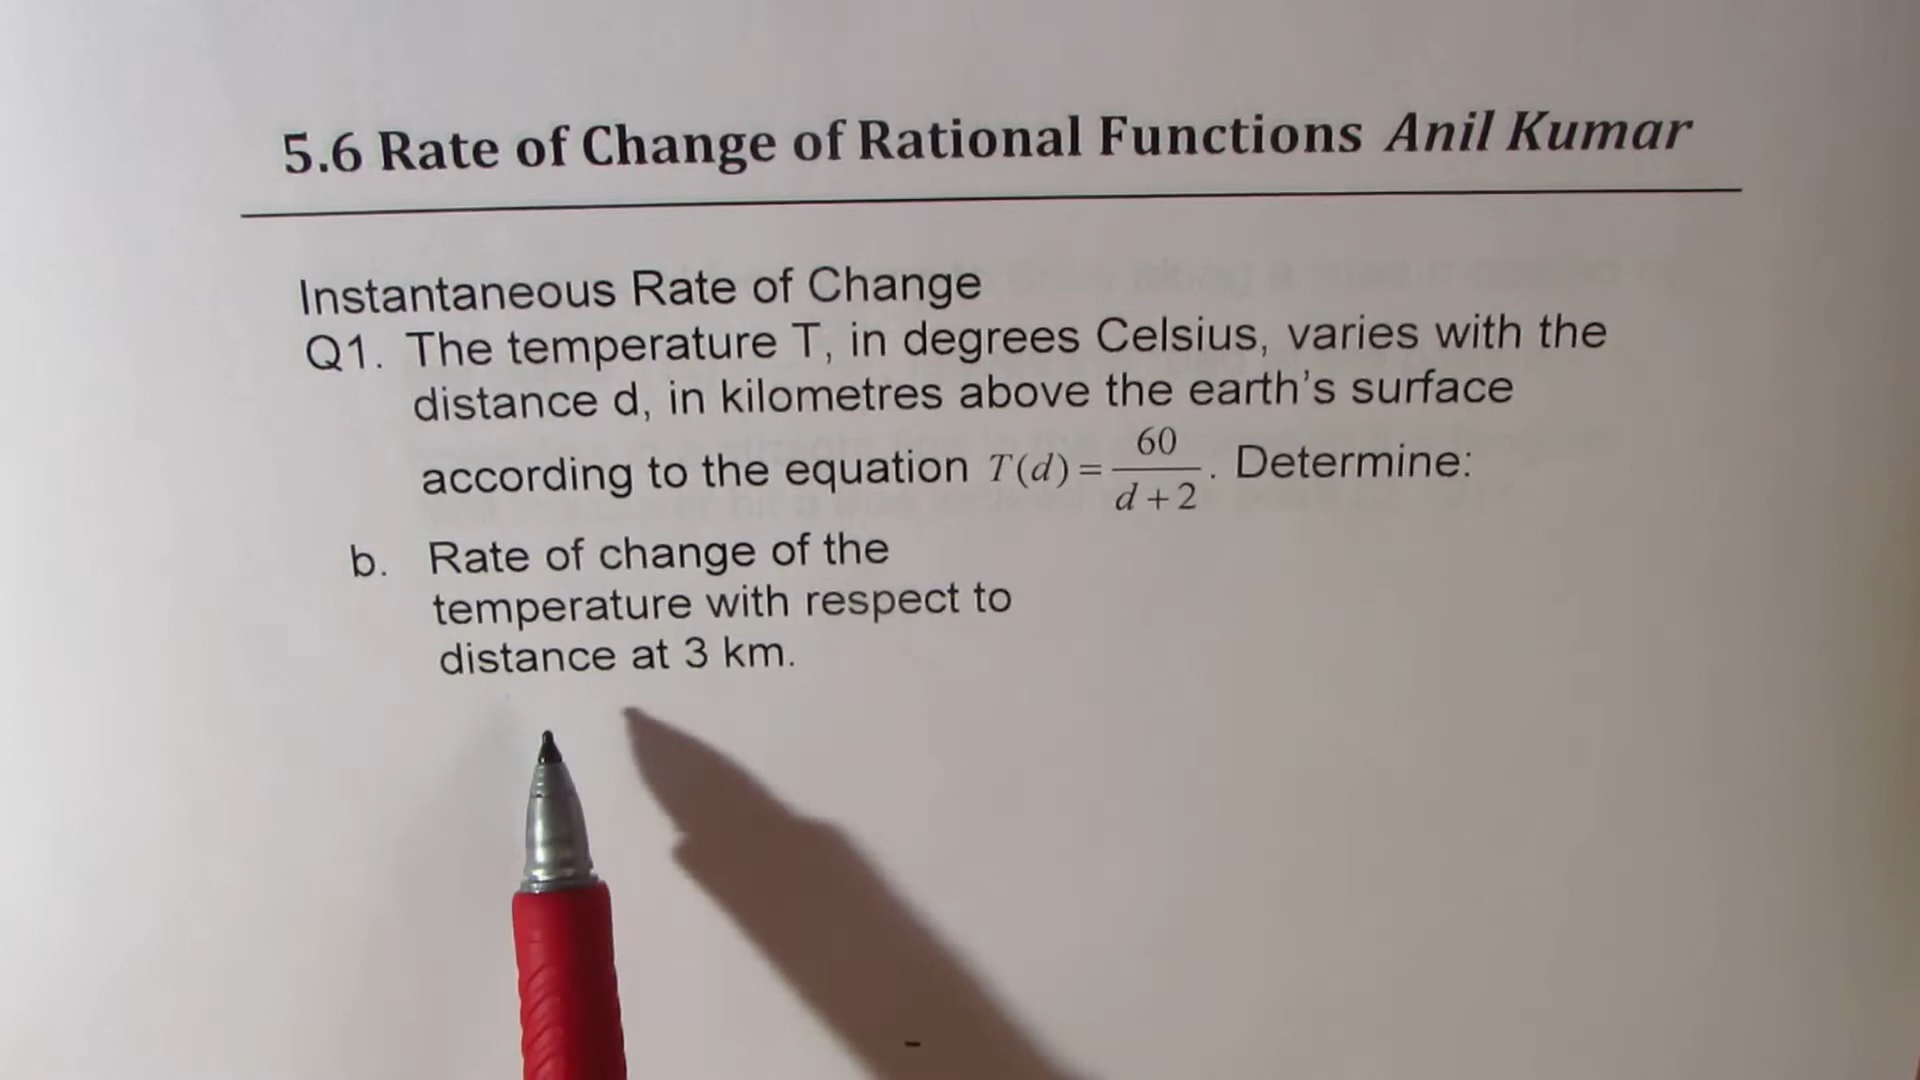 5.6 Rate of Change of Rational Functions Anil Kumar
Instantaneous Rate of Change
Q1. The temperature T, in degrees Celsius, varies with the
distance d, in kilometres above the earth's surface
according to the equation T(d) = 60/(d + 2). Determine:
b. Rate of change of the
temperature with respect to
distance at 3 km.